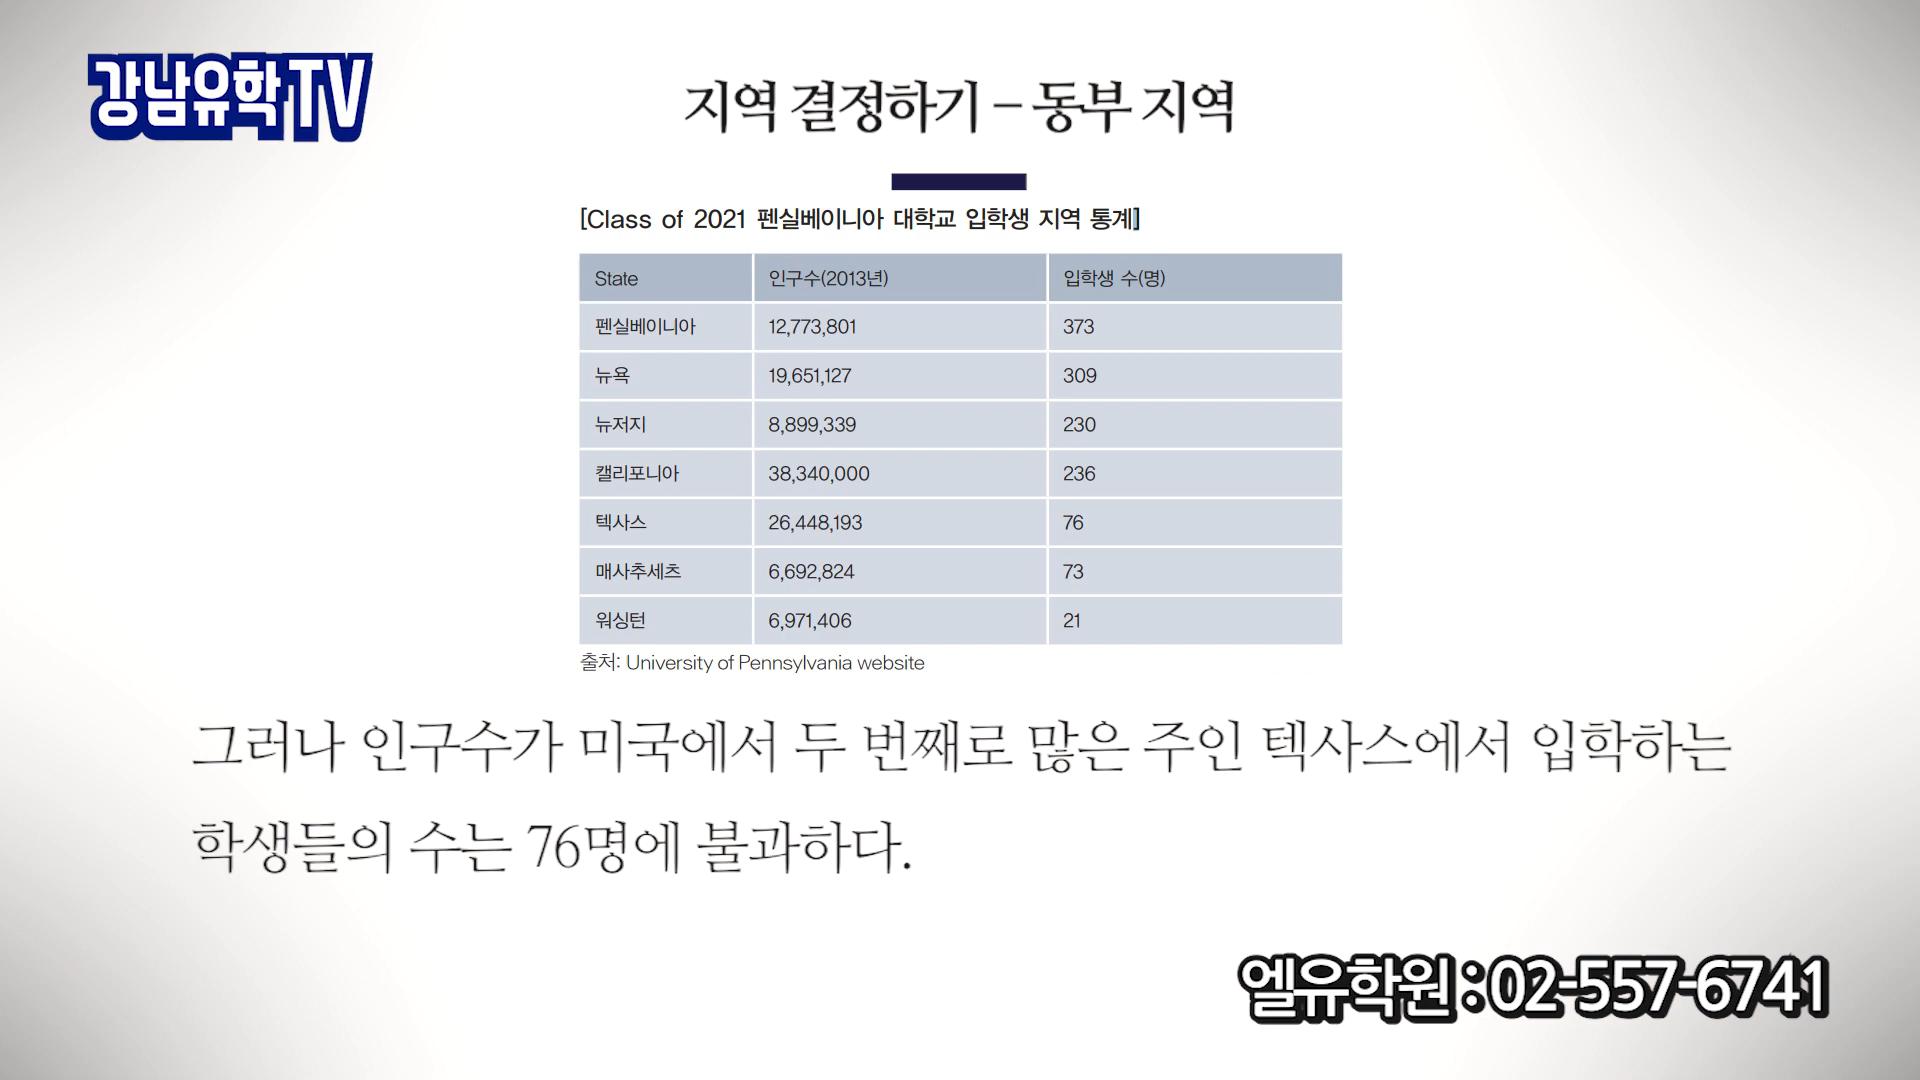 강남유학TV
지역 결정하기 – 동부 지역
[Class of 2021 펜실베이니아 대학교 입학생 지역 통계]
State 인구수(2013년) 입학생 수(명)
펜실베이니아 12,773,801 373
뉴욕 19,651,127 309
뉴저지 8,899,339 230
캘리포니아 38,340,000 236
텍사스 26,448,193 76
매사추세츠 6,692,824 73
워싱턴 6,971,406 21
출처: University of Pennsylvania website
그러나 인구수가 미국에서 두 번째로 많은 주인 텍사스에서 입학하는
학생들의 수는 76명에 불과하다.
엘유학원 : 02-557-6741